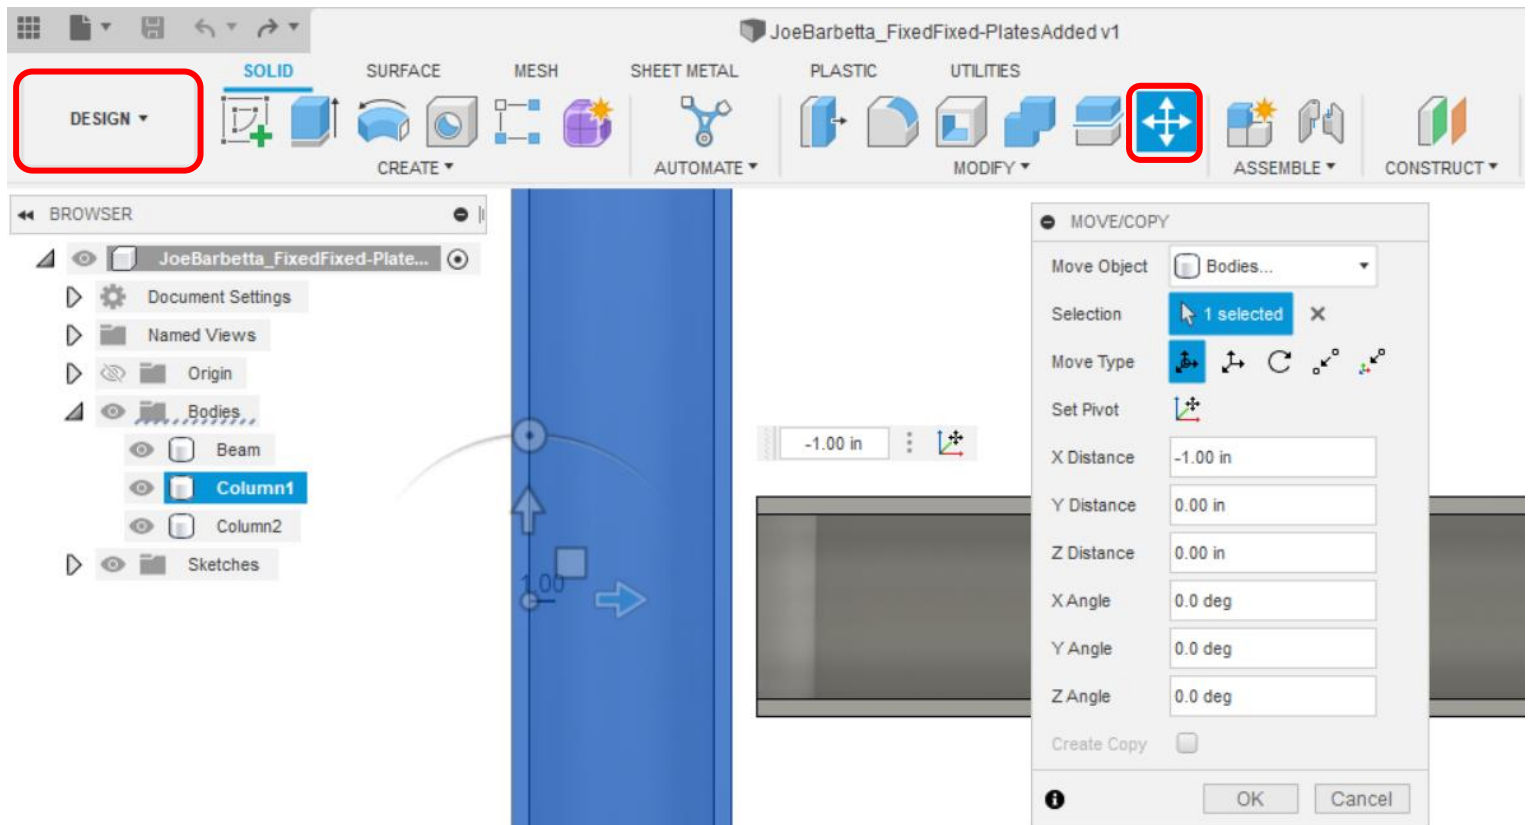 JoeBarbetta_FixedFixed-PlatesAdded v1
SOLID SURFACE MESH SHEET METAL PLASTIC UTILITIES
DESIGN
CREATE AUTOMATE MODIFY ASSEMBLE CONSTRUCT
BROWSER
JoeBarbetta_FixedFixed-Plate...
Document Settings
Named Views
Origin
Bodies
Beam
Column1
Column2
Sketches
1.00
-1.00 in
MOVE/COPY
Move Object Bodies...
Selection 1 selected
Move Type
Set Pivot
X Distance -1.00 in
Y Distance 0.00 in
Z Distance 0.00 in
X Angle 0.0 deg
Y Angle 0.0 deg
Z Angle 0.0 deg
Create Copy
OK Cancel